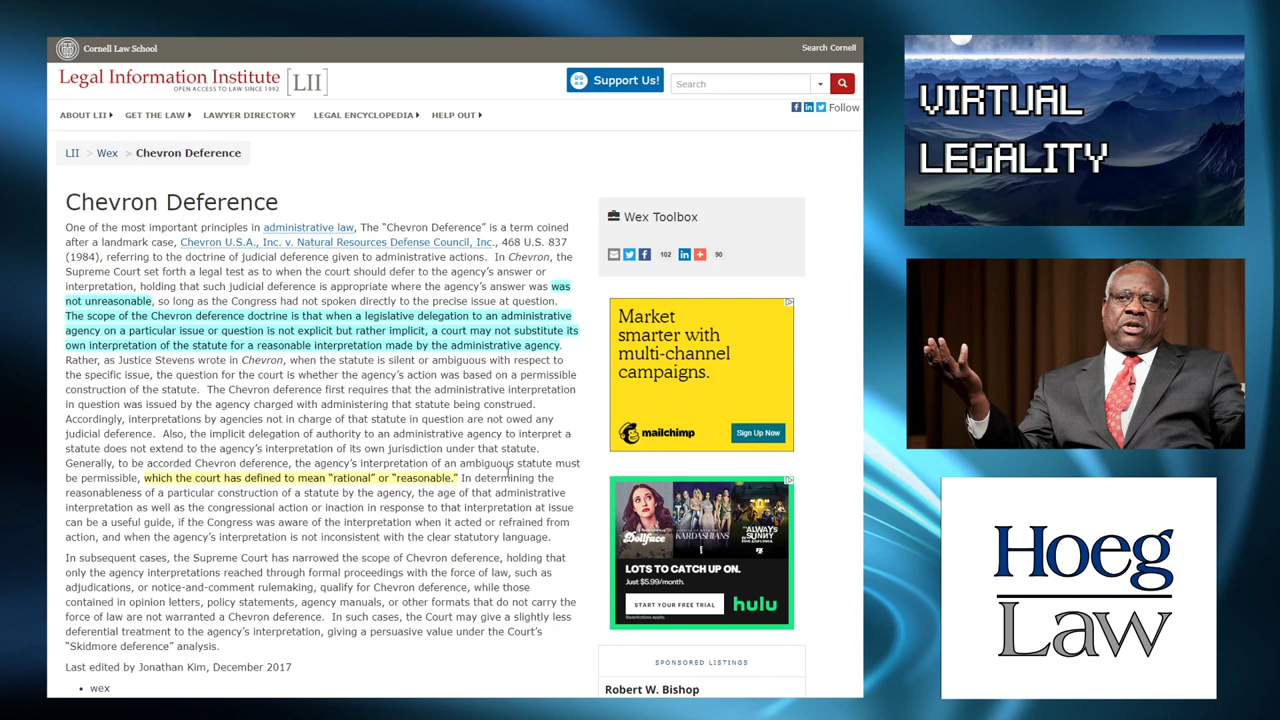 Cornell Law School
Search Cornell
Legal Information Institute [LII]
OPEN ACCESS TO LAW SINCE 1992
Support Us!
Search
Follow
ABOUT LII
GET THE LAW
LAWYER DIRECTORY
LEGAL ENCYCLOPEDIA
HELP OUT
LII > Wex > Chevron Deference
Chevron Deference
One of the most important principles in administrative law, The “Chevron Deference” is a term coined
after a landmark case, Chevron U.S.A., Inc. v. Natural Resources Defense Council, Inc., 468 U.S. 837
(1984), referring to the doctrine of judicial deference given to administrative actions. In Chevron, the
Supreme Court set forth a legal test as to when the court should defer to the agency’s answer or
interpretation, holding that such judicial deference is appropriate where the agency’s answer was was
not unreasonable, so long as the Congress had not spoken directly to the precise issue at question.
The scope of the Chevron deference doctrine is that when a legislative delegation to an administrative
agency on a particular issue or question is not explicit but rather implicit, a court may not substitute its
own interpretation of the statute for a reasonable interpretation made by the administrative agency.
Rather, as Justice Stevens wrote in Chevron, when the statute is silent or ambiguous with respect to
the specific issue, the question for the court is whether the agency’s action was based on a permissible
construction of the statute. The Chevron deference first requires that the administrative interpretation
in question was issued by the agency charged with administering that statute being construed.
Accordingly, interpretations by agencies not in charge of that statute in question are not owed any
judicial deference. Also, the implicit delegation of authority to an administrative agency to interpret a
statute does not extend to the agency’s interpretation of its own jurisdiction under that statute.
Generally, to be accorded Chevron deference, the agency’s interpretation of an ambiguous statute must
be permissible, which the court has defined to mean “rational” or “reasonable.” In determining the
reasonableness of a particular construction of a statute by the agency, the age of that administrative
interpretation as well as the congressional action or inaction in response to that interpretation at issue
can be a useful guide, if the Congress was aware of the interpretation when it acted or refrained from
action, and when the agency’s interpretation is not inconsistent with the clear statutory language.
In subsequent cases, the Supreme Court has narrowed the scope of Chevron deference, holding that
only the agency interpretations reached through formal proceedings with the force of law, such as
adjudications, or notice-and-comment rulemaking, qualify for Chevron deference, while those
contained in opinion letters, policy statements, agency manuals, or other formats that do not carry the
force of law are not warranted a Chevron deference. In such cases, the Court may give a slightly less
deferential treatment to the agency’s interpretation, giving a persuasive value under the Court’s
“Skidmore deference” analysis.
Last edited by Jonathan Kim, December 2017
• wex
Wex Toolbox
102
90
Market
smarter with
multi-channel
campaigns.
mailchimp
Sign Up Now
Dollface
KARDASHIANS
ALWAYS
SUNNY
LOTS TO CATCH UP ON.
Just $5.99/month.
START YOUR FREE TRIAL
hulu
SPONSORED LISTINGS
Robert W. Bishop
VIRTUAL
LEGALITY
Hoeg
Law